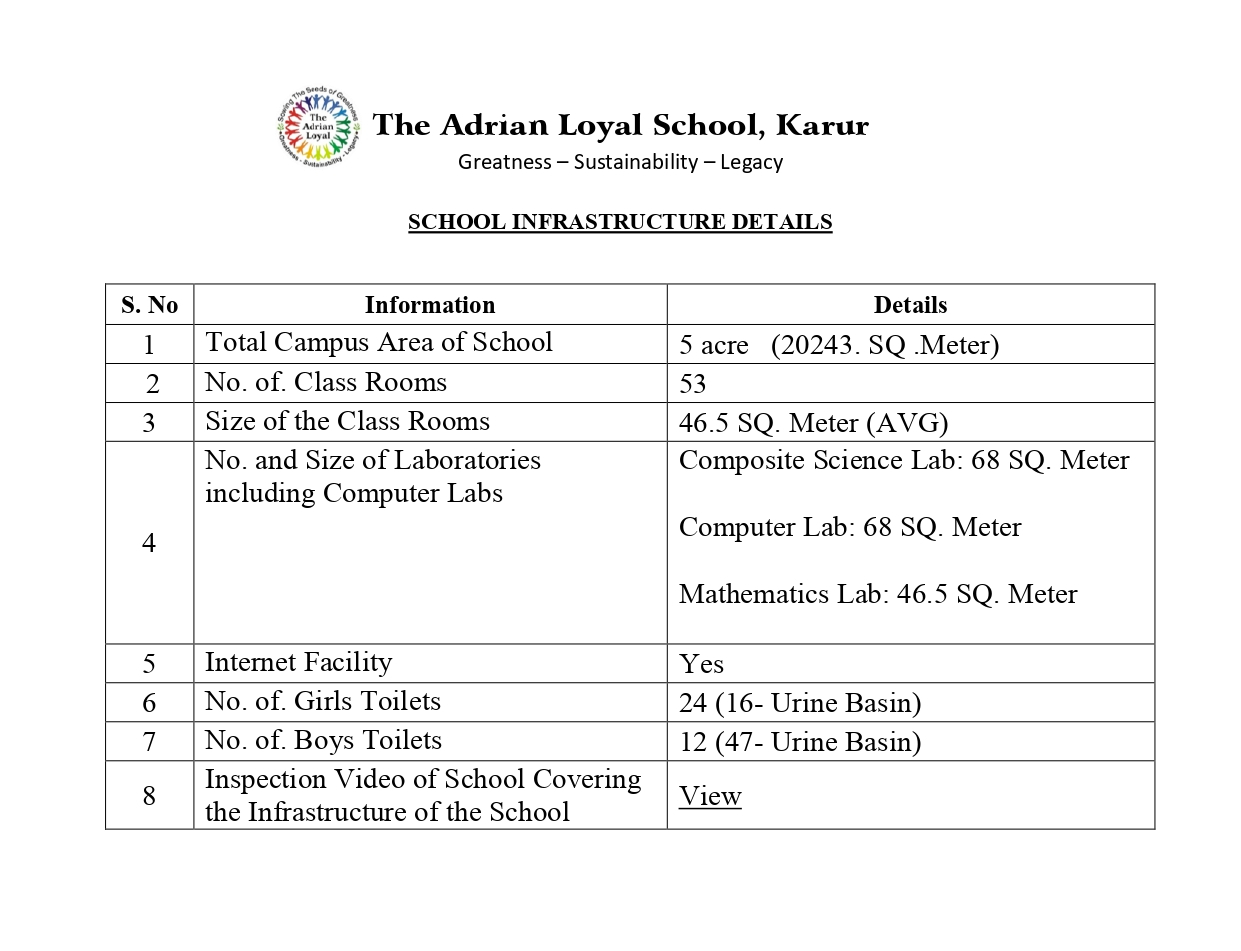 Sowing The Seeds of Greatness
The
Adrian
Loyal
Greatness - Sustainability - Legacy
The Adrian Loyal School, Karur
Greatness – Sustainability – Legacy
SCHOOL INFRASTRUCTURE DETAILS
S. No Information Details
1 Total Campus Area of School 5 acre (20243. SQ .Meter)
2 No. of. Class Rooms 53
3 Size of the Class Rooms 46.5 SQ. Meter (AVG)
4 No. and Size of Laboratories
including Computer Labs
Composite Science Lab: 68 SQ. Meter
Computer Lab: 68 SQ. Meter
Mathematics Lab: 46.5 SQ. Meter
5 Internet Facility Yes
6 No. of. Girls Toilets 24 (16- Urine Basin)
7 No. of. Boys Toilets 12 (47- Urine Basin)
8 Inspection Video of School Covering
the Infrastructure of the School
View